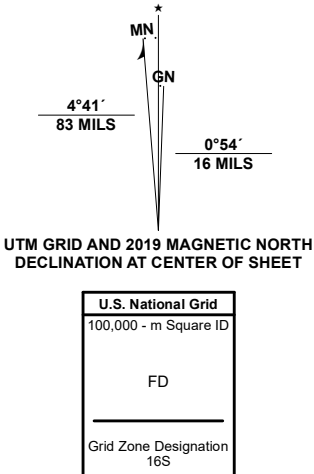 MN
GN
4°41´
83 MILS
0°54´
16 MILS
UTM GRID AND 2019 MAGNETIC NORTH
DECLINATION AT CENTER OF SHEET
U.S. National Grid
100,000 - m Square ID
FD
Grid Zone Designation
16S